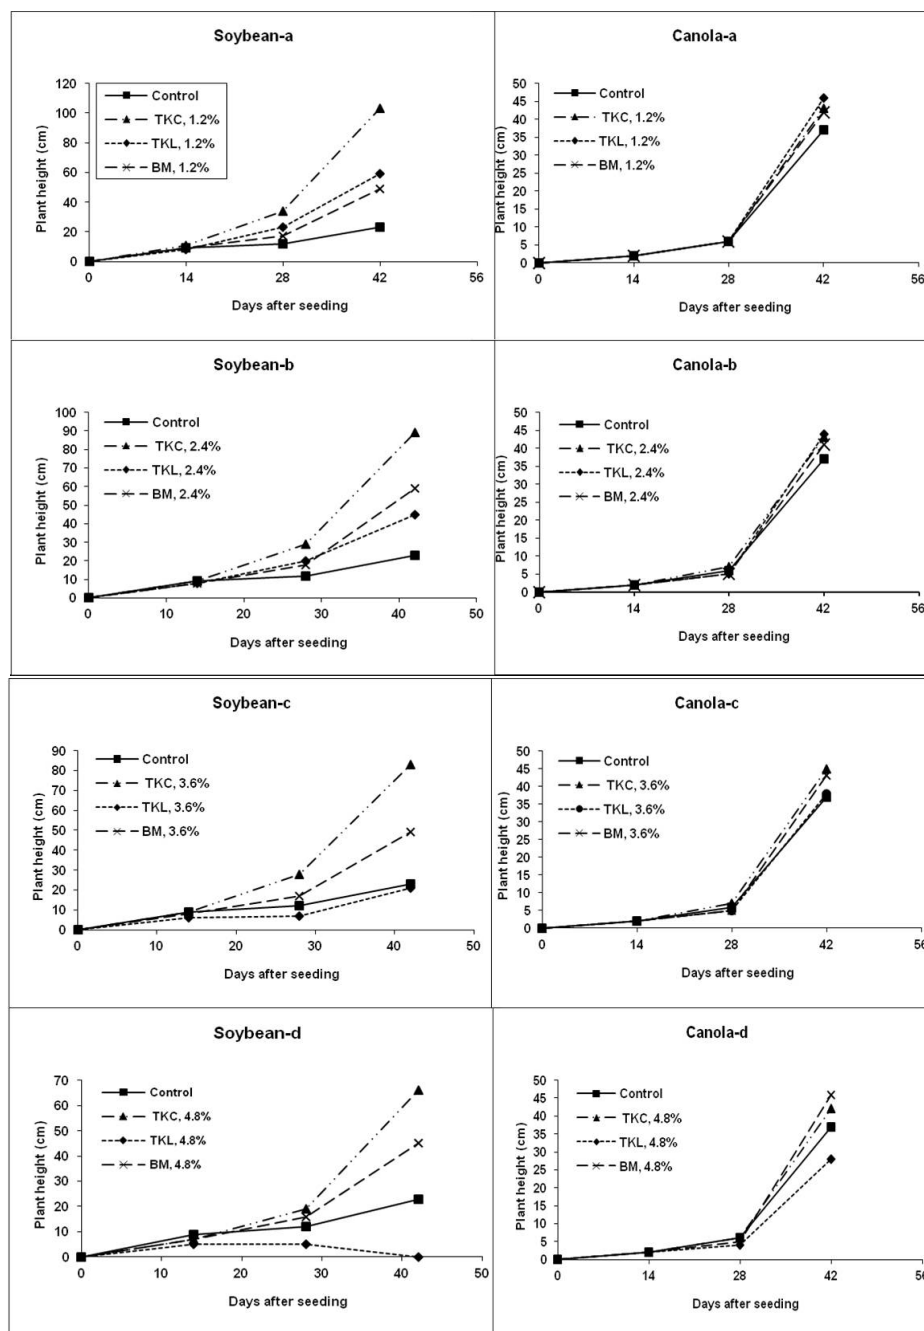 Soybean-a
120
100
80
60
40
20
0
Plant height (cm)
Control
TKC, 1.2%
TKL, 1.2%
BM, 1.2%
0 14 28 42 56
Days after seeding
Canola-a
50
45
40
35
30
25
20
15
10
5
0
Plant height (cm)
Control
TKC, 1.2%
TKL, 1.2%
BM, 1.2%
0 14 28 42 56
Days after seeding
Soybean-b
100
90
80
70
60
50
40
30
20
10
0
Plant height (cm)
Control
TKC, 2.4%
TKL, 2.4%
BM, 2.4%
0 10 20 30 40 50
Days after seeding
Canola-b
50
45
40
35
30
25
20
15
10
5
0
Plant height (cm)
Control
TKC, 2.4%
TKL, 2.4%
BM, 2.4%
0 14 28 42 56
Days after seeding
Soybean-c
90
80
70
60
50
40
30
20
10
0
Plant height (cm)
Control
TKC, 3.6%
TKL, 3.6%
BM, 3.6%
0 10 20 30 40 50
Days after seeding
Canola-c
50
45
40
35
30
25
20
15
10
5
0
Plant height (cm)
Control
TKC, 3.6%
TKL, 3.6%
BM, 3.6%
0 14 28 42 56
Days after seeding
Soybean-d
70
60
50
40
30
20
10
0
Plant height (cm)
Control
TKC, 4.8%
TKL, 4.8%
BM, 4.8%
0 10 20 30 40 50
Days after seeding
Canola-d
50
45
40
35
30
25
20
15
10
5
0
Plant height (cm)
Control
TKC, 4.8%
TKL, 4.8%
BM, 4.8%
0 14 28 42 56
Days after seeding